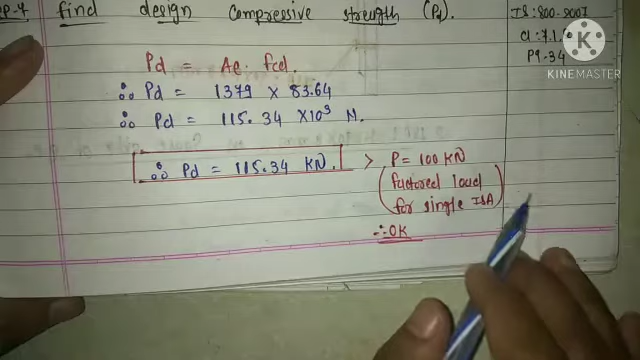 find design compressive strength (Pd).
IS:800-2007
Cl:7.1.
Pg-34
KINEMASTER
Pd = Ae. fcd.
∴ Pd = 1379 × 83.64
∴ Pd = 115.34 ×10³ N.
∴ Pd = 115.34 KN. > P = 100 KN
(factored load
for single ISA)
∴ OK